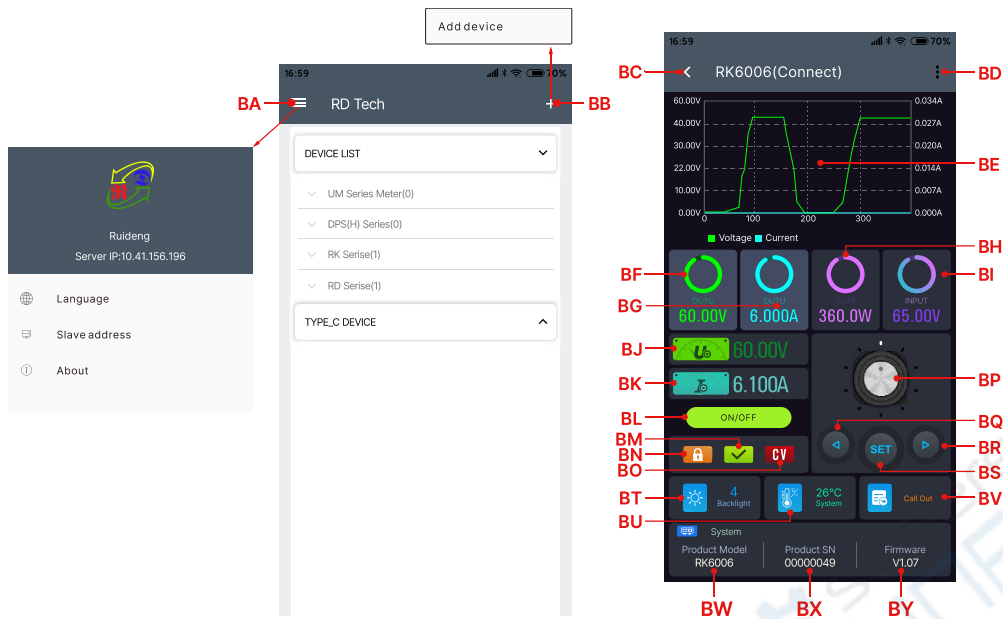 Add device
16:59
70%
BA
RD Tech
+
BB
DEVICE LIST
UM Series Meter(0)
DPS(H) Series(0)
RK Serise(1)
RD Serise(1)
TYPE_C DEVICE
Ruideng
Server IP:10.41.156.196
Language
Slave address
About
16:59
70%
BC
RK6006(Connect)
BD
60.00V
0.034A
40.00V
0.027A
30.00V
0.020A
BE
22.00V
0.014A
10.00V
0.007A
0.00V
0.000A
0
100
200
300
Voltage
Current
BH
BF
BI
BG
OUTU
60.00V
OUTU
6.000A
OUTP
360.0W
INPUT
65.00V
BJ
U0
60.00V
BK
I0
6.100A
BP
BL
ON/OFF
BQ
BM
BN
CV
BO
SET
BR
BS
BT
4
Backlight
BU
26°C
System
Call Out
BV
System
Product Model
RK6006
Product SN
00000049
Firmware
V1.07
BW
BX
BY